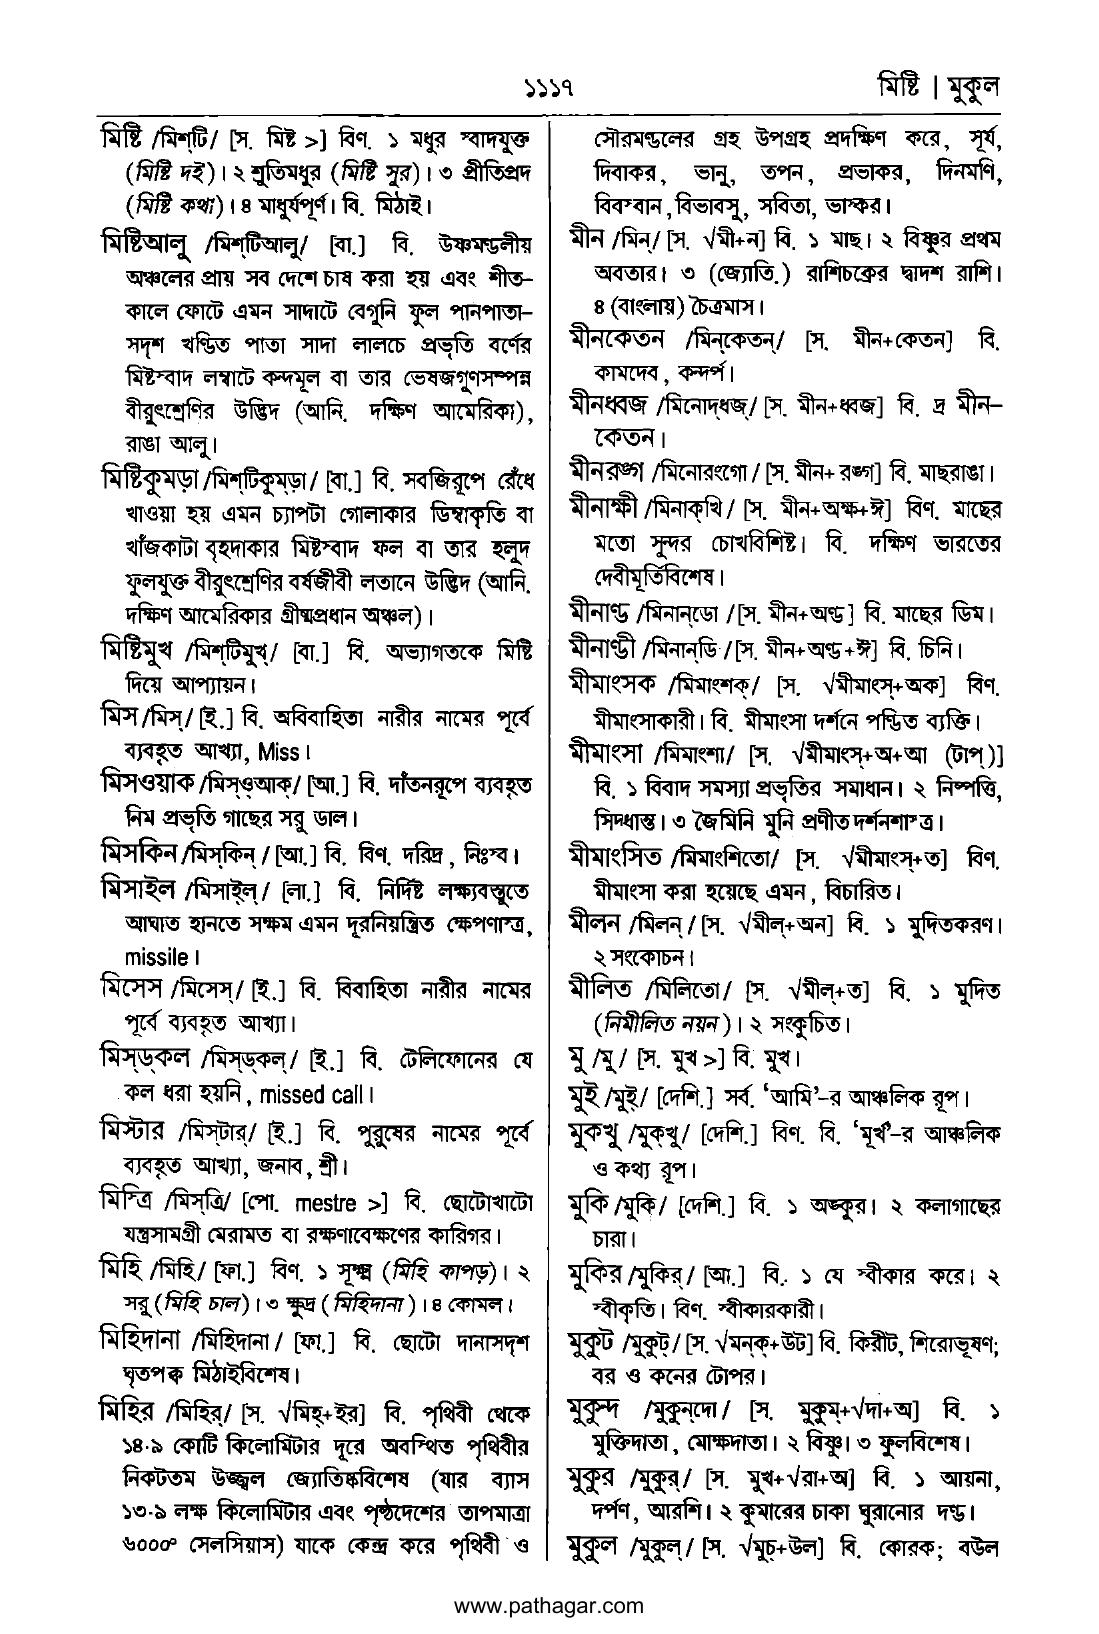 ১১১৭
মিষ্টি | মুকুল
মিষ্টি /মিশ্‌টি/ [স. মিষ্ট >] বিণ. ১ মধুর স্বাদযুক্ত
(মিষ্টি দই)। ২ শ্রুতিমধুর (মিষ্টি সুর)। ৩ প্রীতিপ্রদ
(মিষ্টি কথা)। ৪ মাধুর্যপূর্ণ। বি. মিঠাই।
মিষ্টিআলু /মিশ্‌টিআলু/ [বা.] বি. উষ্ণমণ্ডলীয়
অঞ্চলের প্রায় সব দেশে চাষ করা হয় এবং শীত-
কালে ফোটে এমন সাদাটে বেগুনি ফুল পানপাতা-
সদৃশ খণ্ডিত পাতা সাদা লালচে প্রভৃতি বর্ণের
মিষ্টস্বাদ লম্বাটে কন্দমূল বা তার ভেষজগুণসম্পন্ন
বীরুৎশ্রেণির উদ্ভিদ (আনি. দক্ষিণ আমেরিকা),
রাঙা আলু।
মিষ্টিকুমড়া /মিশ্‌টিকুম্‌ড়া/ [বা.] বি. সবজিরূপে রেঁধে
খাওয়া হয় এমন চ্যাপটা গোলাকার ডিম্বাকৃতি বা
খাঁজকাটা বৃহদাকার মিষ্টস্বাদ ফল বা তার হলুদ
ফুলযুক্ত বীরুৎশ্রেণির বর্ষজীবী লতানে উদ্ভিদ (আনি.
দক্ষিণ আমেরিকার গ্রীষ্মপ্রধান অঞ্চল)।
মিষ্টিমুখ /মিশ্‌টিমুখ্/ [বা.] বি. অভ্যাগতকে মিষ্টি
দিয়ে আপ্যায়ন।
মিস /মিস্/ [ই.] বি. অবিবাহিতা নারীর নামের পূর্বে
ব্যবহৃত আখ্যা, Miss।
মিসওয়াক /মিস্ওআক্/ [আ.] বি. দাঁতনরূপে ব্যবহৃত
নিম প্রভৃতি গাছের সরু ডাল।
মিসকিন /মিস্‌কিন্/ [আ.] বি. বিণ. দরিদ্র, নিঃস্ব।
মিসাইল /মিসাইল্/ [লা.] বি. নির্দিষ্ট লক্ষ্যবস্তুতে
আঘাত হানতে সক্ষম এমন দূরনিয়ন্ত্রিত ক্ষেপণাস্ত্র,
missile।
মিসেস /মিসেস্/ [ই.] বি. বিবাহিতা নারীর নামের
পূর্বে ব্যবহৃত আখ্যা।
মিস্‌ড্‌কল /মিস্‌ড্‌কল্/ [ই.] বি. টেলিফোনের যে
কল ধরা হয়নি, missed call।
মিস্টার /মিস্‌টার্/ [ই.] বি. পুরুষের নামের পূর্বে
ব্যবহৃত আখ্যা, জনাব, শ্রী।
মিস্ত্রি /মিস্‌ত্রি/ [পো. mestre >] বি. ছোটোখাটো
যন্ত্রসামগ্রী মেরামত বা রক্ষণাবেক্ষণের কারিগর।
মিহি /মিহি/ [ফা.] বিণ. ১ সূক্ষ্ম (মিহি কাপড়)। ২
সরু (মিহি চাল)। ৩ ক্ষুদ্র (মিহিদানা)। ৪ কোমল।
মিহিদানা /মিহিদানা/ [ফা.] বি. ছোটো দানাসদৃশ
ঘৃতপক্ব মিঠাইবিশেষ।
মিহির /মিহির্/ [স. √মিহ্+ইর] বি. পৃথিবী থেকে
১৪·৯ কোটি কিলোমিটার দূরে অবস্থিত পৃথিবীর
নিকটতম উজ্জ্বল জ্যোতিষ্কবিশেষ (যার ব্যাস
১৩·৯ লক্ষ কিলোমিটার এবং পৃষ্ঠদেশের তাপমাত্রা
৬০০০° সেলসিয়াস) যাকে কেন্দ্র করে পৃথিবী ও
সৌরমণ্ডলের গ্রহ উপগ্রহ প্রদক্ষিণ করে, সূর্য,
দিবাকর, ভানু, তপন, প্রভাকর, দিনমণি,
বিবস্বান, বিভাবসু, সবিতা, ভাস্কর।
মীন /মিন্/ [স. √মী+ন] বি. ১ মাছ। ২ বিষ্ণুর প্রথম
অবতার। ৩ (জ্যোতি.) রাশিচক্রের দ্বাদশ রাশি।
৪ (বাংলায়) চৈত্রমাস।
মীনকেতন /মিন্‌কেতন্/ [স. মীন+কেতন] বি.
কামদেব, কন্দর্প।
মীনধ্বজ /মিনোদ্‌ধজ্/ [স. মীন+ধ্বজ] বি. দ্র মীন-
কেতন।
মীনরঙ্গ /মিনোরংগো/ [স. মীন+রঙ্গ] বি. মাছরাঙা।
মীনাক্ষী /মিনাক্‌খি/ [স. মীন+অক্ষ+ঈ] বিণ. মাছের
মতো সুন্দর চোখবিশিষ্ট। বি. দক্ষিণ ভারতের
দেবীমূর্তিবিশেষ।
মীনাণ্ড /মিনান্‌ডো/ [স. মীন+অণ্ড] বি. মাছের ডিম।
মীনাণ্ডী /মিনান্‌ডি/ [স. মীন+অণ্ড+ঈ] বি. চিনি।
মীমাংসক /মিমাংশক্/ [স. √মীমাংস্+অক] বিণ.
মীমাংসাকারী। বি. মীমাংসা দর্শনে পণ্ডিত ব্যক্তি।
মীমাংসা /মিমাংশা/ [স. √মীমাংস্+অ+আ (টাপ্)]
বি. ১ বিবাদ সমস্যা প্রভৃতির সমাধান। ২ নিষ্পত্তি,
সিদ্ধান্ত। ৩ জৈমিনি মুনি প্রণীত দর্শনশাস্ত্র।
মীমাংসিত /মিমাংশিতো/ [স. √মীমাংস্+ত] বিণ.
মীমাংসা করা হয়েছে এমন, বিচারিত।
মীলন /মিলন্/ [স. √মীল্+অন] বি. ১ মুদিতকরণ।
২ সংকোচন।
মীলিত /মিলিতো/ [স. √মীল্+ত] বি. ১ মুদিত
(নিমীলিত নয়ন)। ২ সংকুচিত।
মু /মু/ [স. মুখ >] বি. মুখ।
মুই /মুই্/ [দেশি.] সর্ব. ‘আমি’-র আঞ্চলিক রূপ।
মুকখু /মুক্‌খু/ [দেশি.] বিণ. বি. ‘মূর্খ’-র আঞ্চলিক
ও কথ্য রূপ।
মুকি /মুকি/ [দেশি.] বি. ১ অঙ্কুর। ২ কলাগাছের
চারা।
মুকির /মুকির্/ [আ.] বি. ১ যে স্বীকার করে। ২
স্বীকৃতি। বিণ. স্বীকারকারী।
মুকুট /মুকুট্/ [স. √মন্‌ক্+উট] বি. কিরীট, শিরোভূষণ;
বর ও কনের টোপর।
মুকুন্দ /মুকুন্‌দো/ [স. মুকুম্+√দা+অ] বি. ১
মুক্তিদাতা, মোক্ষদাতা। ২ বিষ্ণু। ৩ ফুলবিশেষ।
মুকুর /মুকুর্/ [স. মুখ+√রা+অ] বি. ১ আয়না,
দর্পণ, আরশি। ২ কুমারের চাকা ঘুরানোর দণ্ড।
মুকুল /মুকুল্/ [স. √মুচ্+উল] বি. কোরক; বউল
www.pathagar.com